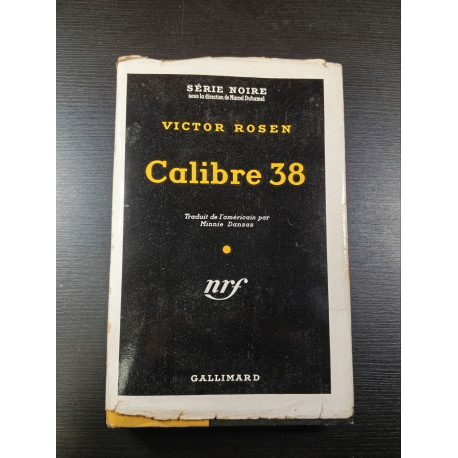 SÉRIE NOIRE
sous la direction de Marcel Duhamel
VICTOR ROSEN
Calibre 38
Traduit de l'américain par
Minnie Danzas
nrf
GALLIMARD